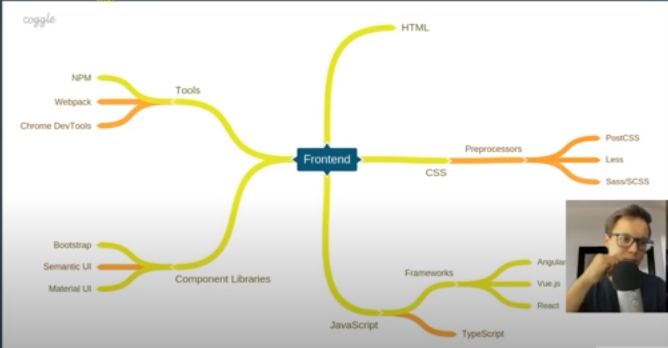 coggle
HTML
NPM
Tools
Webpack
Chrome DevTools
Frontend
Preprocessors
PostCSS
Less
CSS
Sass/SCSS
Bootstrap
Semantic UI
Material UI
Component Libraries
Frameworks
Angular
Vue.js
React
JavaScript
TypeScript